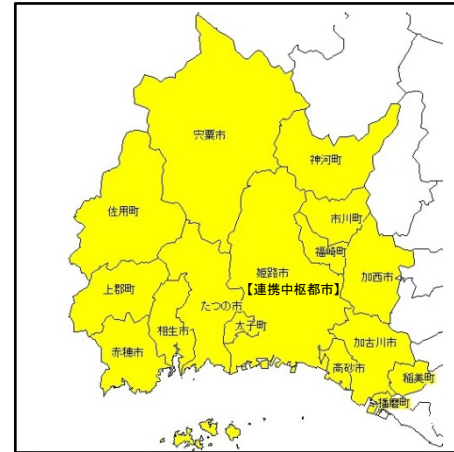 宍粟市
神河町
佐用町
市川町
福崎町
姫路市
【連携中枢都市】
加西市
上郡町
たつの市
太子町
相生市
赤穂市
加古川市
高砂市
稲美町
播磨町